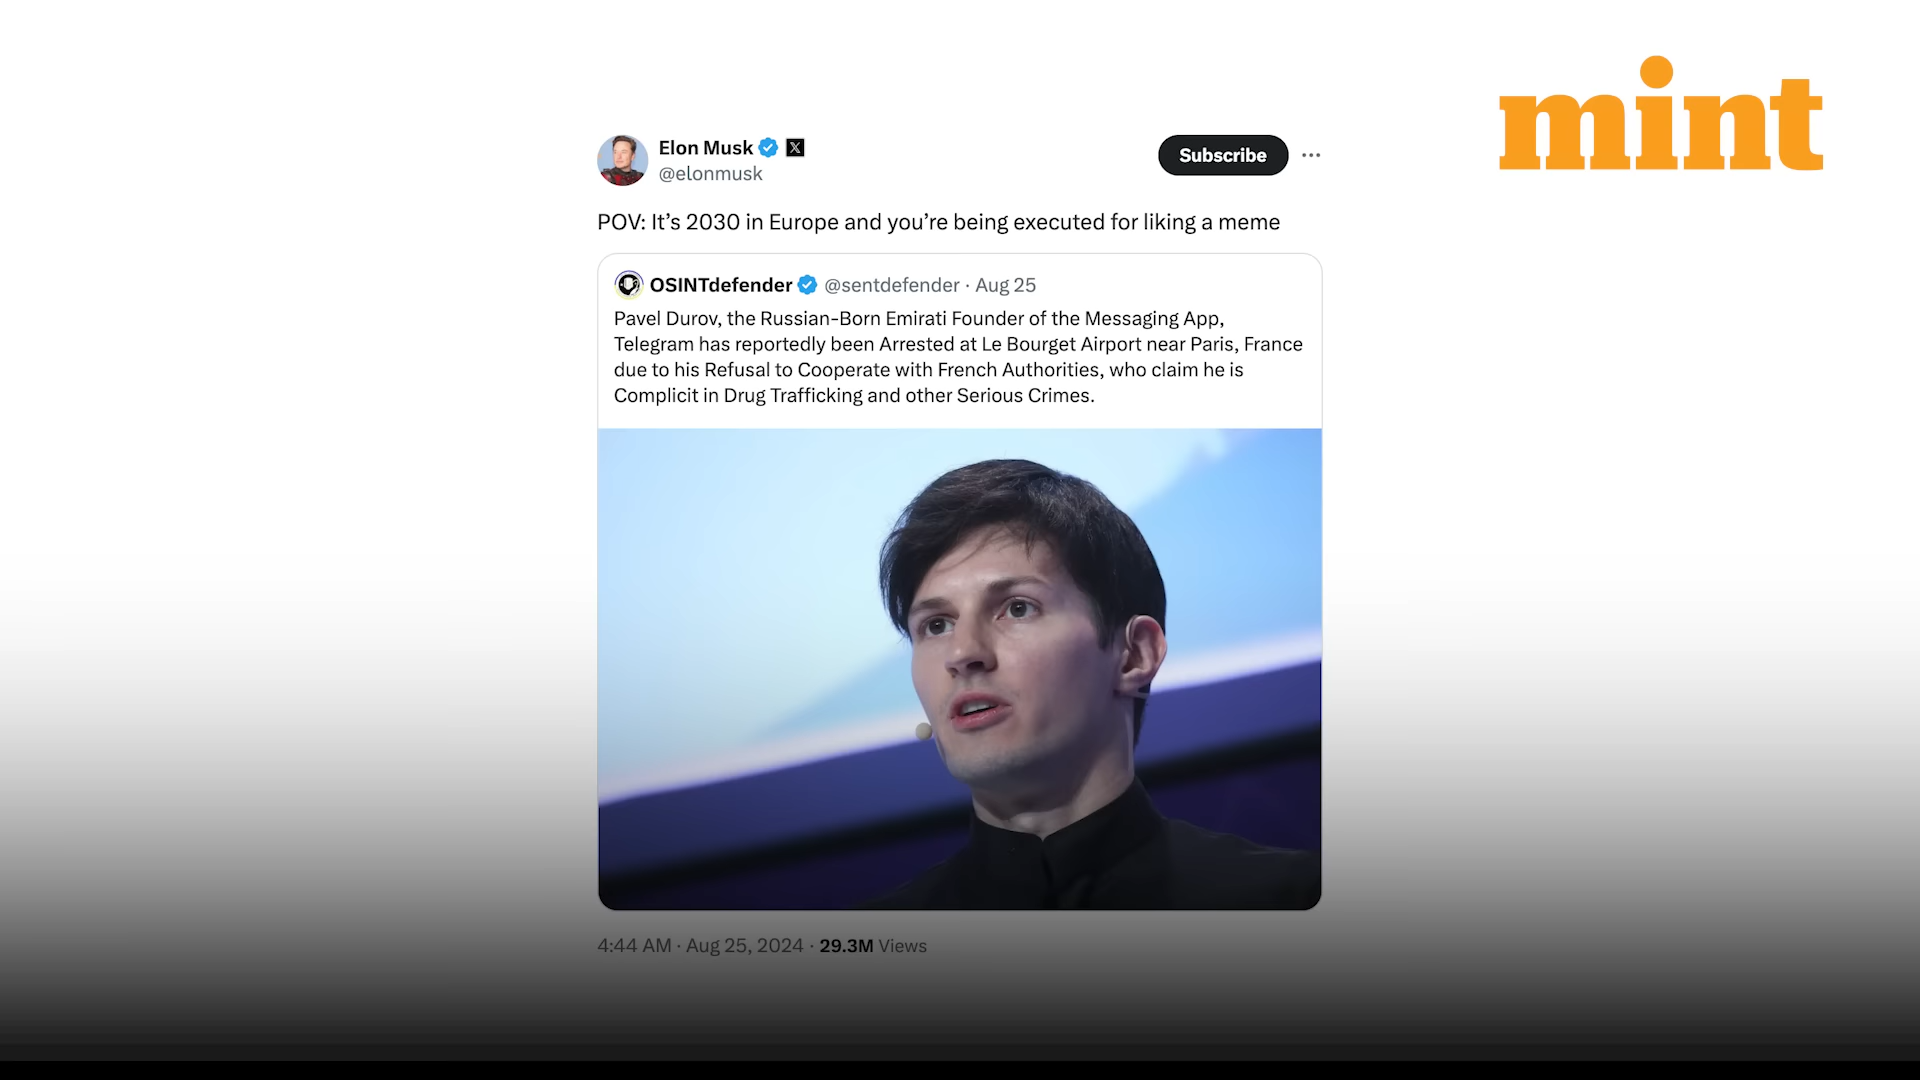 mint
Elon Musk
@elonmusk
Subscribe
POV: It’s 2030 in Europe and you’re being executed for liking a meme
OSINTdefender @sentdefender · Aug 25
Pavel Durov, the Russian-Born Emirati Founder of the Messaging App,
Telegram has reportedly been Arrested at Le Bourget Airport near Paris, France
due to his Refusal to Cooperate with French Authorities, who claim he is
Complicit in Drug Trafficking and other Serious Crimes.
4:44 AM · Aug 25, 2024 · 29.3M Views